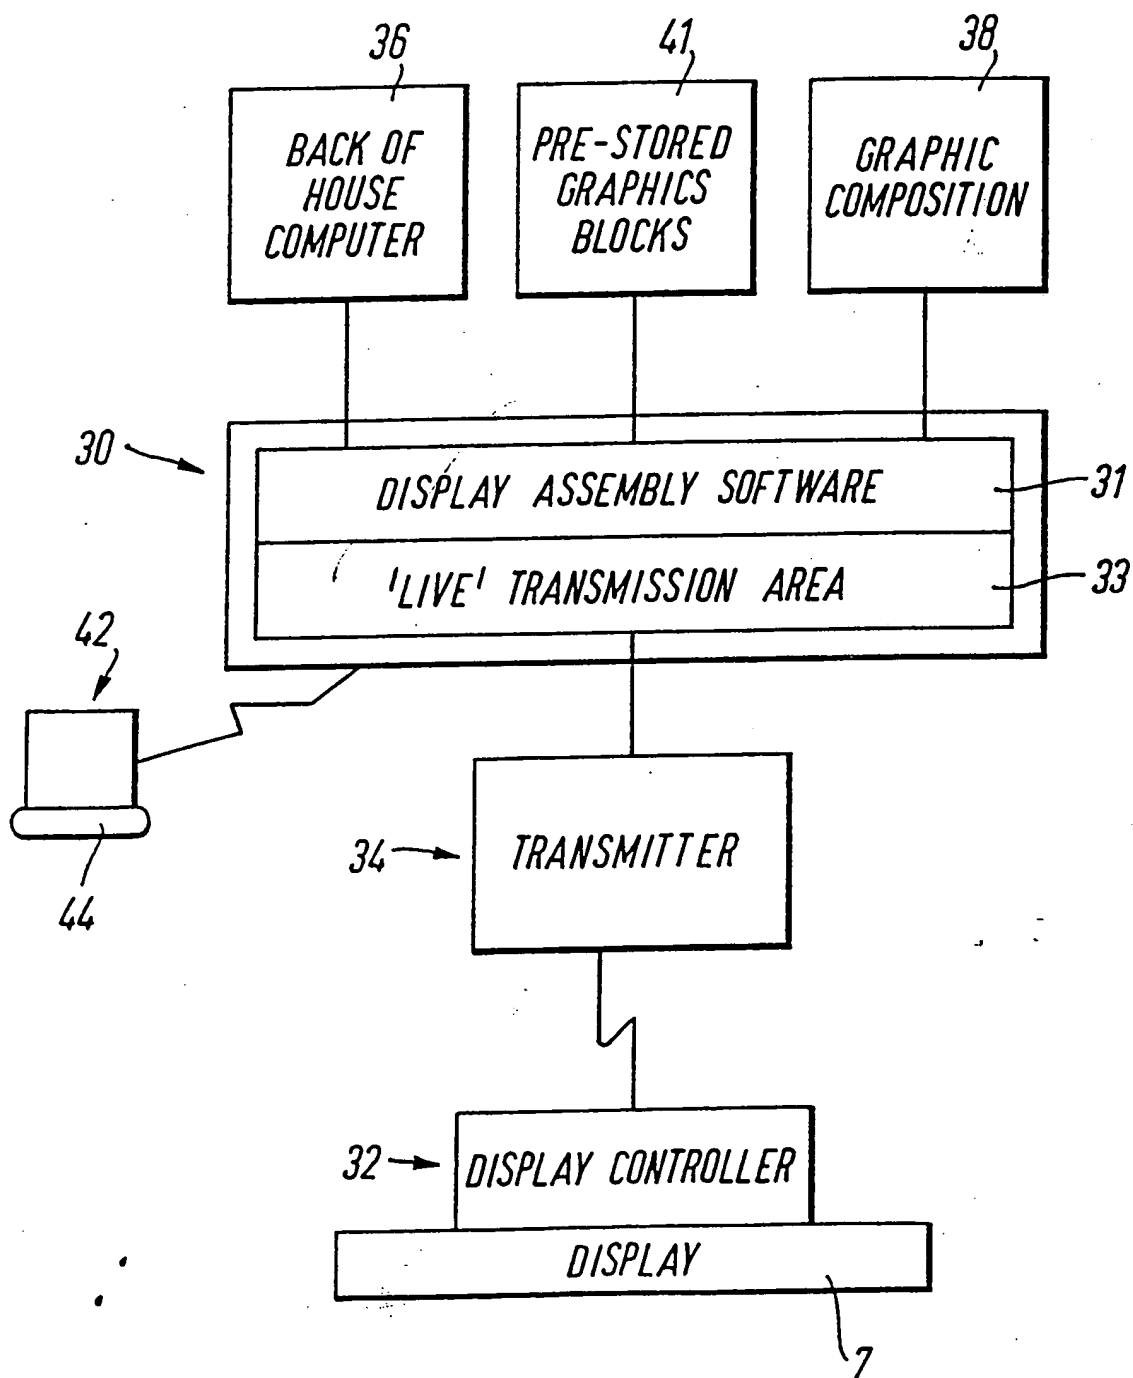 36
41
38
BACK OF
HOUSE
COMPUTER
PRE-STORED
GRAPHICS
BLOCKS
GRAPHIC
COMPOSITION
30
DISPLAY ASSEMBLY SOFTWARE
31
'LIVE' TRANSMISSION AREA
33
42
44
34
TRANSMITTER
32
DISPLAY CONTROLLER
DISPLAY
7